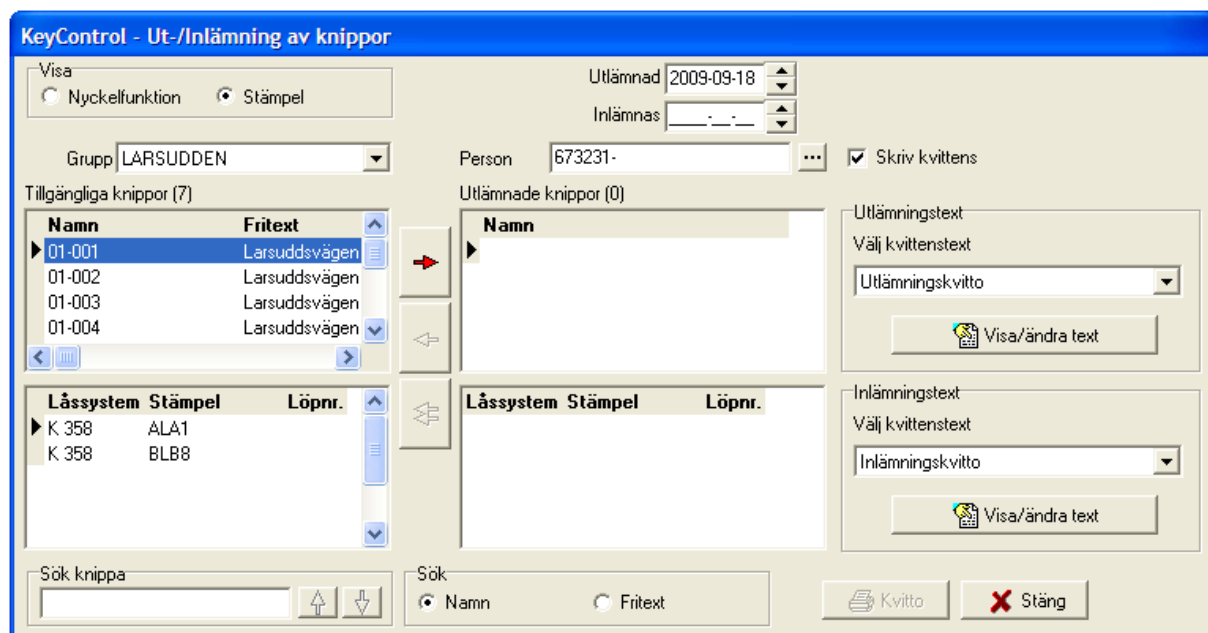 KeyControl - Ut-/Inlämning av knippor
Visa
Nyckelfunktion Stämpel
Utlämnad 2009-09-18
Inlämnas ____-__-__
Grupp LARSUDDEN
Person 673231- ... Skriv kvittens
Tillgängliga knippor (7)
Namn Fritext
01-001 Larsuddsvägen
01-002 Larsuddsvägen
01-003 Larsuddsvägen
01-004 Larsuddsvägen
Utlämnade knippor (0)
Namn
Utlämningstext
Välj kvittenstext
Utlämningskvitto
Visa/ändra text
Låssystem Stämpel Löpnr.
K 358 ALA1
K 358 BLB8
Låssystem Stämpel Löpnr.
Inlämningstext
Välj kvittenstext
Inlämningskvitto
Visa/ändra text
Sök knippa
Sök
Namn Fritext
Kvitto Stäng